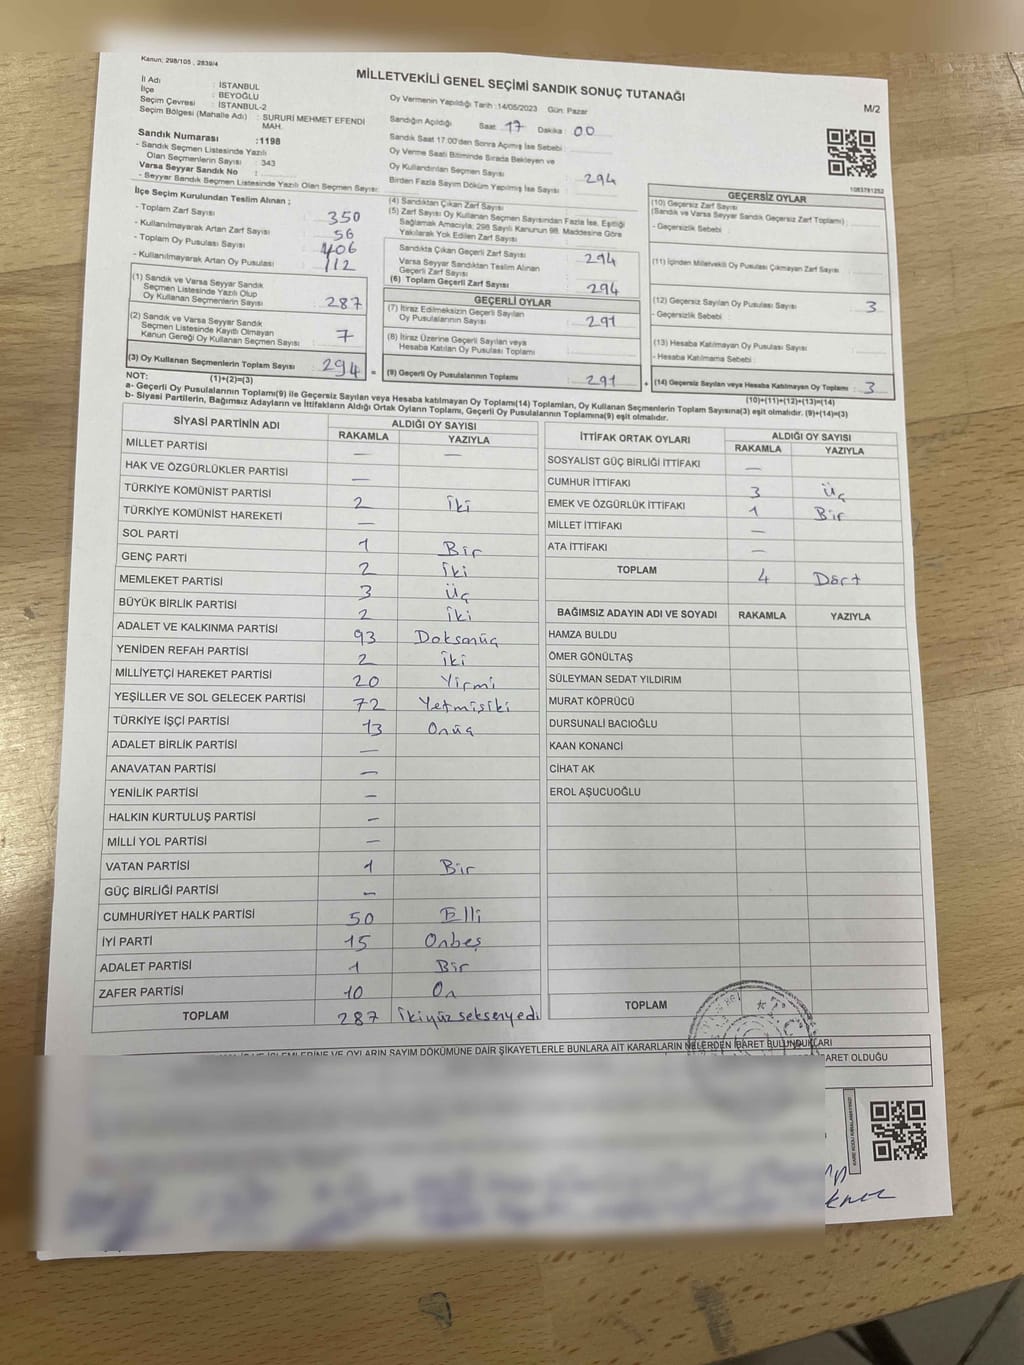 Kanun, 298/105 , 2839/4
MİLLETVEKİLİ GENEL SEÇİMİ SANDIK SONUÇ TUTANAĞI
M/2
İl Adı : İSTANBUL
İlçe : BEYOĞLU
Seçim Çevresi : İSTANBUL-2
Seçim Bölgesi (Mahalle Adı) : SURURİ MEHMET EFENDİ MAH.
Sandık Numarası : 1198
- Sandık Seçmen Listesinde Yazılı
Olan Seçmenlerin Sayısı : 343
Varsa Seyyar Sandık No :
- Seyyar Sandık Seçmen Listesinde Yazılı Olan Seçmen Sayısı:
Oy Vermenin Yapıldığı Tarih :14/05/2023 Gün: Pazar
Sandığın Açıldığı Saat: 17 Dakika : 00
Sandık Saat 17.00'den Sonra Açılmış İse Sebebi :
Oy Verme Saati Bitiminde Sırada Bekleyen ve
Oy Kullandırılan Seçmen Sayısı :
Birden Fazla Sayım Döküm Yapılmış İse Sayısı :
1083781252
İlçe Seçim Kurulundan Teslim Alınan ;
- Toplam Zarf Sayısı : 350
- Kullanılmayarak Artan Zarf Sayısı : 56
- Toplam Oy Pusulası Sayısı : 406
- Kullanılmayarak Artan Oy Pusulası : 112
(1) Sandık ve Varsa Seyyar Sandık
Seçmen Listesinde Yazılı Olup
Oy Kullanan Seçmenlerin Sayısı : 287
(2) Sandık ve Varsa Seyyar Sandık
Seçmen Listesinde Kayıtlı Olmayan
Kanun Gereği Oy Kullanan Seçmen Sayısı : 7
(3) Oy Kullanan Seçmenlerin Toplam Sayısı : 294 =
(1)+(2)=(3)
(4) Sandıktan Çıkan Zarf Sayısı : 294
(5) Zarf Sayısı Oy Kullanan Seçmen Sayısından Fazla İse, Eşitliği
Sağlamak Amacıyla; 298 Sayılı Kanunun 98. Maddesine Göre
Yakılarak Yok Edilen Zarf Sayısı :
Sandıkta Çıkan Geçerli Zarf Sayısı : 294
Varsa Seyyar Sandıktan Teslim Alınan
Geçerli Zarf Sayısı :
(6) Toplam Geçerli Zarf Sayısı : 294
GEÇERLİ OYLAR
(7) İtiraz Edilmeksizin Geçerli Sayılan
Oy Pusulalarının Sayısı : 291
(8) İtiraz Üzerine Geçerli Sayılan veya
Hesaba Katılan Oy Pusulası Toplamı :
(9) Geçerli Oy Pusulalarının Toplamı : 291 +
GEÇERSİZ OYLAR
(10) Geçersiz Zarf Sayısı
(Sandık ve Varsa Seyyar Sandık Geçersiz Zarf Toplamı) :
- Geçersizlik Sebebi :
(11) İçinden Milletvekili Oy Pusulası Çıkmayan Zarf Sayısı :
(12) Geçersiz Sayılan Oy Pusulası Sayısı : 3
- Geçersizlik Sebebi :
(13) Hesaba Katılmayan Oy Pusulası Sayısı :
- Hesaba Katılmama Sebebi :
(14) Geçersiz Sayılan veya Hesaba Katılmayan Oy Toplamı : 3
(10)+(11)+(12)+(13)=(14)
NOT:
a- Geçerli Oy Pusulalarının Toplamı(9) ile Geçersiz Sayılan veya Hesaba katılmayan Oy Toplamı(14) Toplamları, Oy Kullanan Seçmenlerin Toplam Sayısına(3) eşit olmalıdır. (9)+(14)=(3)
b- Siyasi Partilerin, Bağımsız Adayların ve İttifakların Aldığı Ortak Oyların Toplamı, Geçerli Oy Pusulalarının Toplamına(9) eşit olmalıdır.
SİYASİ PARTİNİN ADI ALDIĞI OY SAYISI
RAKAMLA YAZIYLA
MİLLET PARTİSİ — —
HAK VE ÖZGÜRLÜKLER PARTİSİ —
TÜRKİYE KOMÜNİST PARTİSİ 2 İki
TÜRKİYE KOMÜNİST HAREKETİ —
SOL PARTİ 1 Bir
GENÇ PARTİ 2 İki
MEMLEKET PARTİSİ 3 Üç
BÜYÜK BİRLİK PARTİSİ 2 İki
ADALET VE KALKINMA PARTİSİ 93 Doksanüç
YENİDEN REFAH PARTİSİ 2 İki
MİLLİYETÇİ HAREKET PARTİSİ 20 Yirmi
YEŞİLLER VE SOL GELECEK PARTİSİ 72 Yetmişiki
TÜRKİYE İŞÇİ PARTİSİ 13 Onüç
ADALET BİRLİK PARTİSİ —
ANAVATAN PARTİSİ —
YENİLİK PARTİSİ —
HALKIN KURTULUŞ PARTİSİ —
MİLLİ YOL PARTİSİ —
VATAN PARTİSİ 1 Bir
GÜÇ BİRLİĞİ PARTİSİ —
CUMHURİYET HALK PARTİSİ 50 Elli
İYİ PARTİ 15 Onbeş
ADALET PARTİSİ 1 Bir
ZAFER PARTİSİ 10 On
TOPLAM 287 İkiyüzseksenyedi
İTTİFAK ORTAK OYLARI ALDIĞI OY SAYISI
RAKAMLA YAZIYLA
SOSYALİST GÜÇ BİRLİĞİ İTTİFAKI —
CUMHUR İTTİFAKI 3 Üç
EMEK VE ÖZGÜRLÜK İTTİFAKI 1 Bir
MİLLET İTTİFAKI —
ATA İTTİFAKI —
TOPLAM 4 Dört
BAĞIMSIZ ADAYIN ADI VE SOYADI RAKAMLA YAZIYLA
HAMZA BULDU
ÖMER GÖNÜLTAŞ
SÜLEYMAN SEDAT YILDIRIM
MURAT KÖPRÜCÜ
DURSUNALİ BACIOĞLU
KAAN KONANCİ
CİHAT AK
EROL AŞUCUOĞLU
TOPLAM
İŞLEMLERİNE VE OYLARIN SAYIM DÖKÜMÜNE DAİR ŞİKAYETLERLE BUNLARA AİT KARARLARIN NELERDEN İBARET BULUNDUKLARI
ARET OLDUĞU